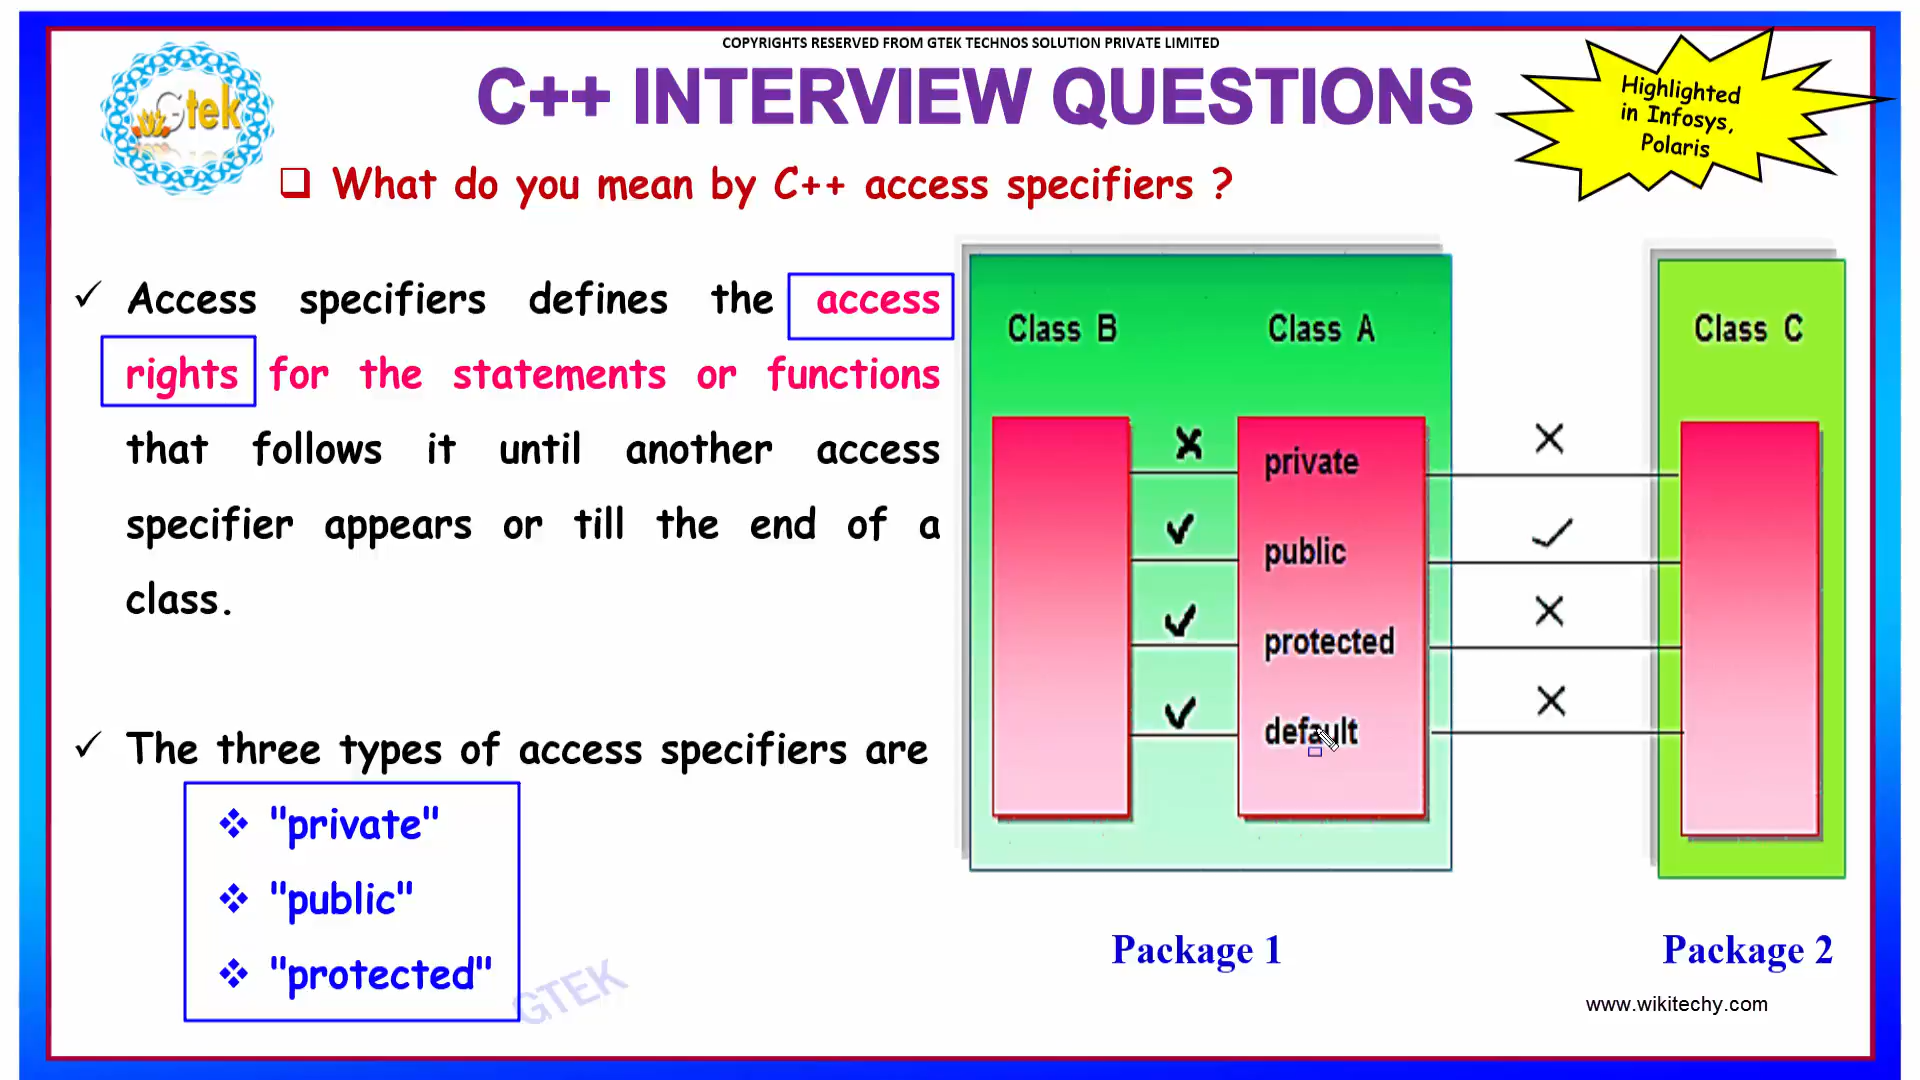 COPYRIGHTS RESERVED FROM GTEK TECHNOS SOLUTION PRIVATE LIMITED
Gtek
C++ INTERVIEW QUESTIONS
Highlighted
in Infosys,
Polaris
What do you mean by C++ access specifiers ?
Access specifiers defines the access
rights for the statements or functions
that follows it until another access
specifier appears or till the end of a
class.
The three types of access specifiers are
"private"
"public"
"protected"
GTEK
Class B
Class A
Class C
private
public
protected
default
Package 1
Package 2
www.wikitechy.com